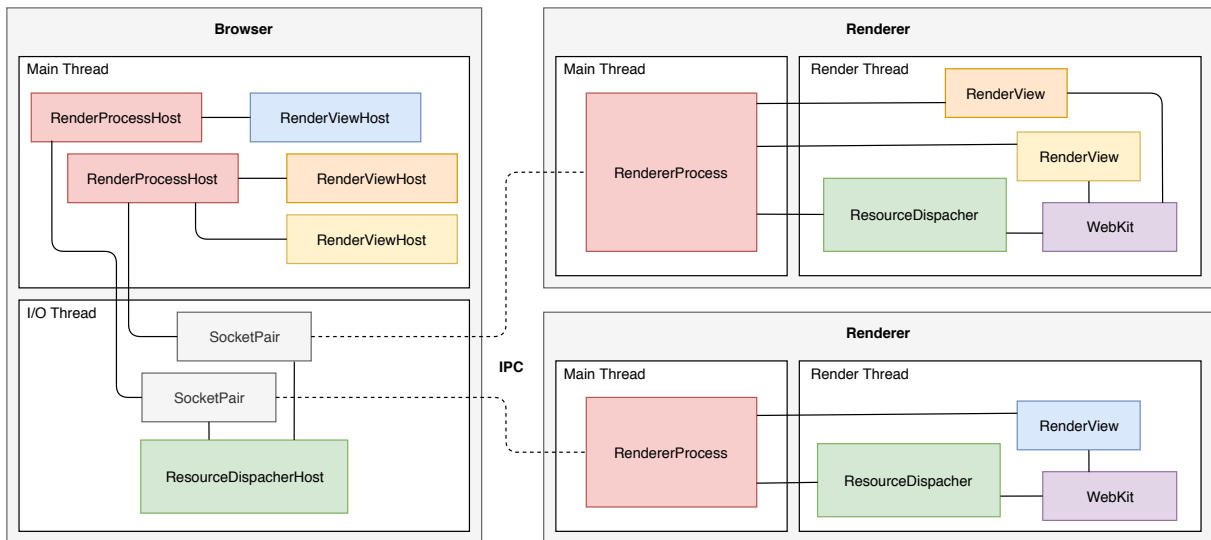 Browser
Main Thread
RenderProcessHost
RenderViewHost
RenderProcessHost
RenderViewHost
RenderViewHost
I/O Thread
SocketPair
SocketPair
ResourceDispacherHost
IPC
Renderer
Main Thread
RendererProcess
Render Thread
RenderView
RenderView
ResourceDispacher
WebKit
Renderer
Main Thread
RendererProcess
Render Thread
RenderView
ResourceDispacher
WebKit